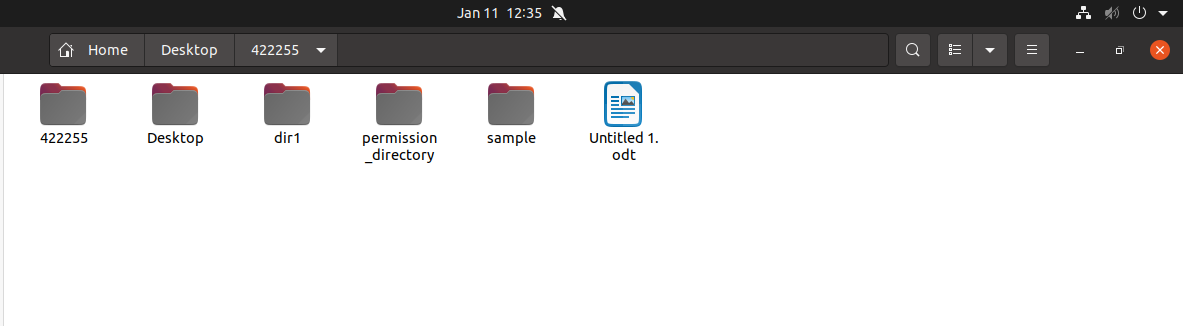 Jan 11 12:35
Home Desktop 422255
422255 Desktop dir1 permission _directory sample Untitled 1. odt